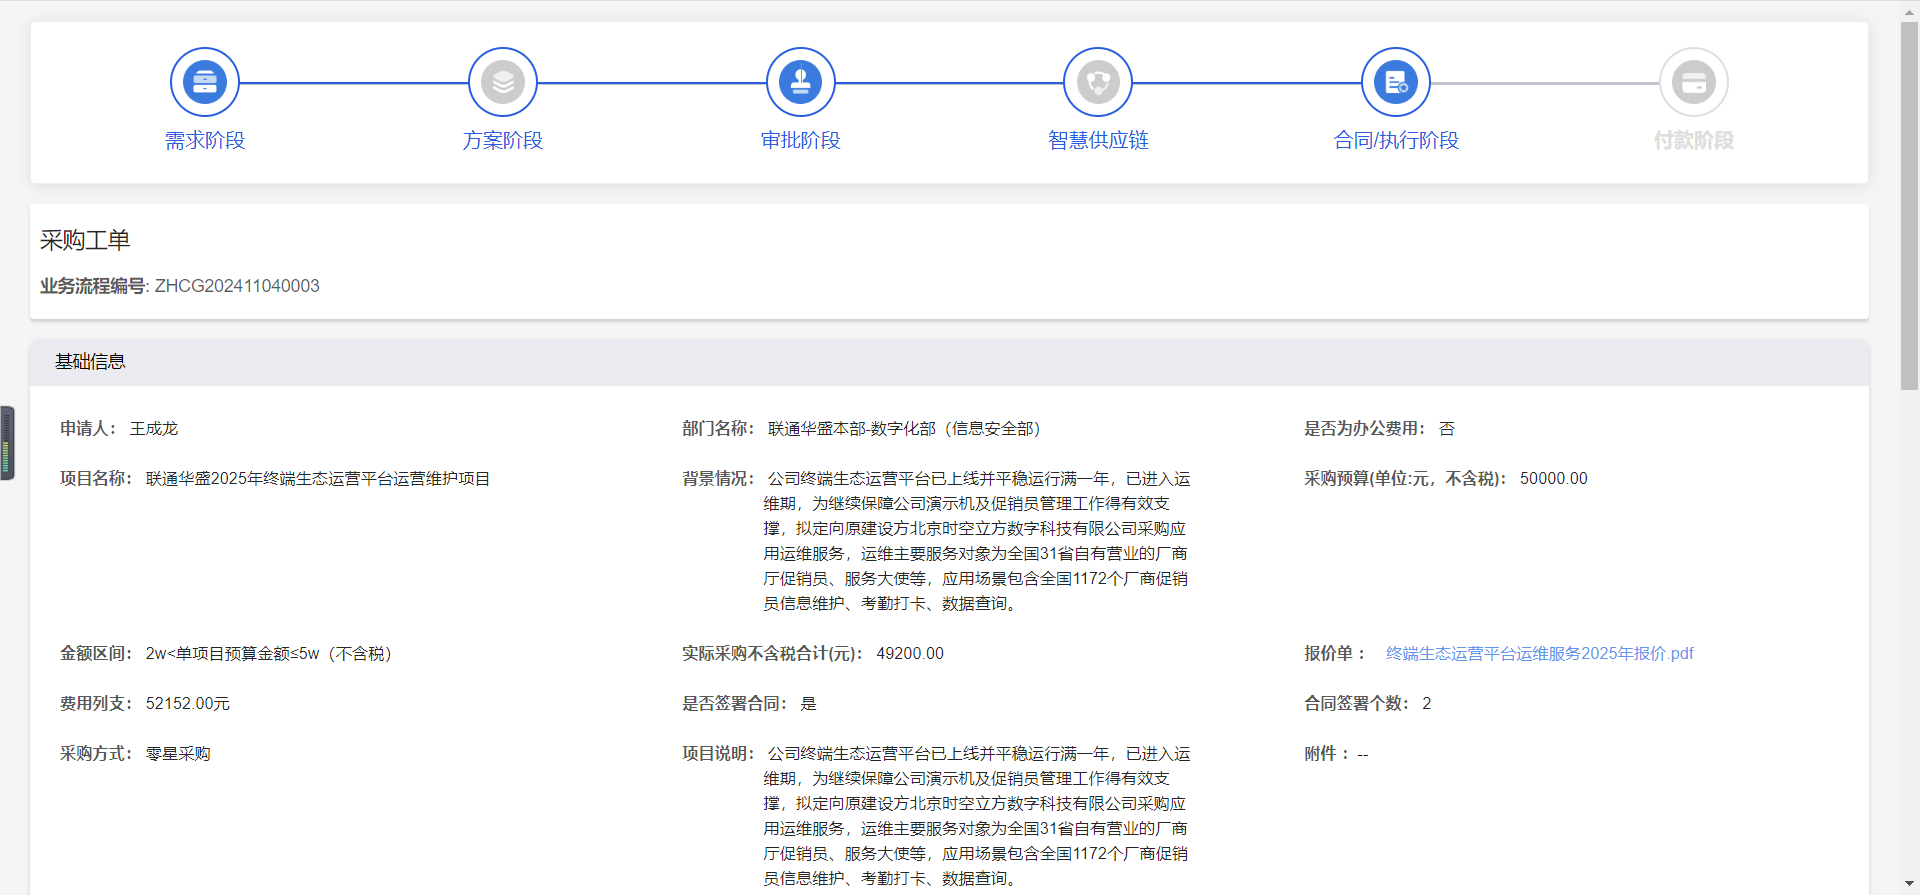 需求阶段
方案阶段
审批阶段
智慧供应链
合同/执行阶段
付款阶段
采购工单
业务流程编号: ZHCG202411040003
基础信息
申请人： 王成龙
部门名称： 联通华盛本部-数字化部（信息安全部）
是否为办公费用： 否
项目名称： 联通华盛2025年终端生态运营平台运营维护项目
背景情况： 公司终端生态运营平台已上线并平稳运行满一年，已进入运
维期，为继续保障公司演示机及促销员管理工作得有效支
撑，拟定向原建设方北京时空立方数字科技有限公司采购应
用运维服务，运维主要服务对象为全国31省自有营业的厂商
厅促销员、服务大使等，应用场景包含全国1172个厂商促销
员信息维护、考勤打卡、数据查询。
采购预算(单位:元，不含税)： 50000.00
金额区间： 2w<单项目预算金额≤5w（不含税）
实际采购不含税合计(元)： 49200.00
报价单： 终端生态运营平台运维服务2025年报价.pdf
费用列支： 52152.00元
是否签署合同： 是
合同签署个数： 2
采购方式： 零星采购
项目说明： 公司终端生态运营平台已上线并平稳运行满一年，已进入运
维期，为继续保障公司演示机及促销员管理工作得有效支
撑，拟定向原建设方北京时空立方数字科技有限公司采购应
用运维服务，运维主要服务对象为全国31省自有营业的厂商
厅促销员、服务大使等，应用场景包含全国1172个厂商促销
员信息维护、考勤打卡、数据查询。
附件： --